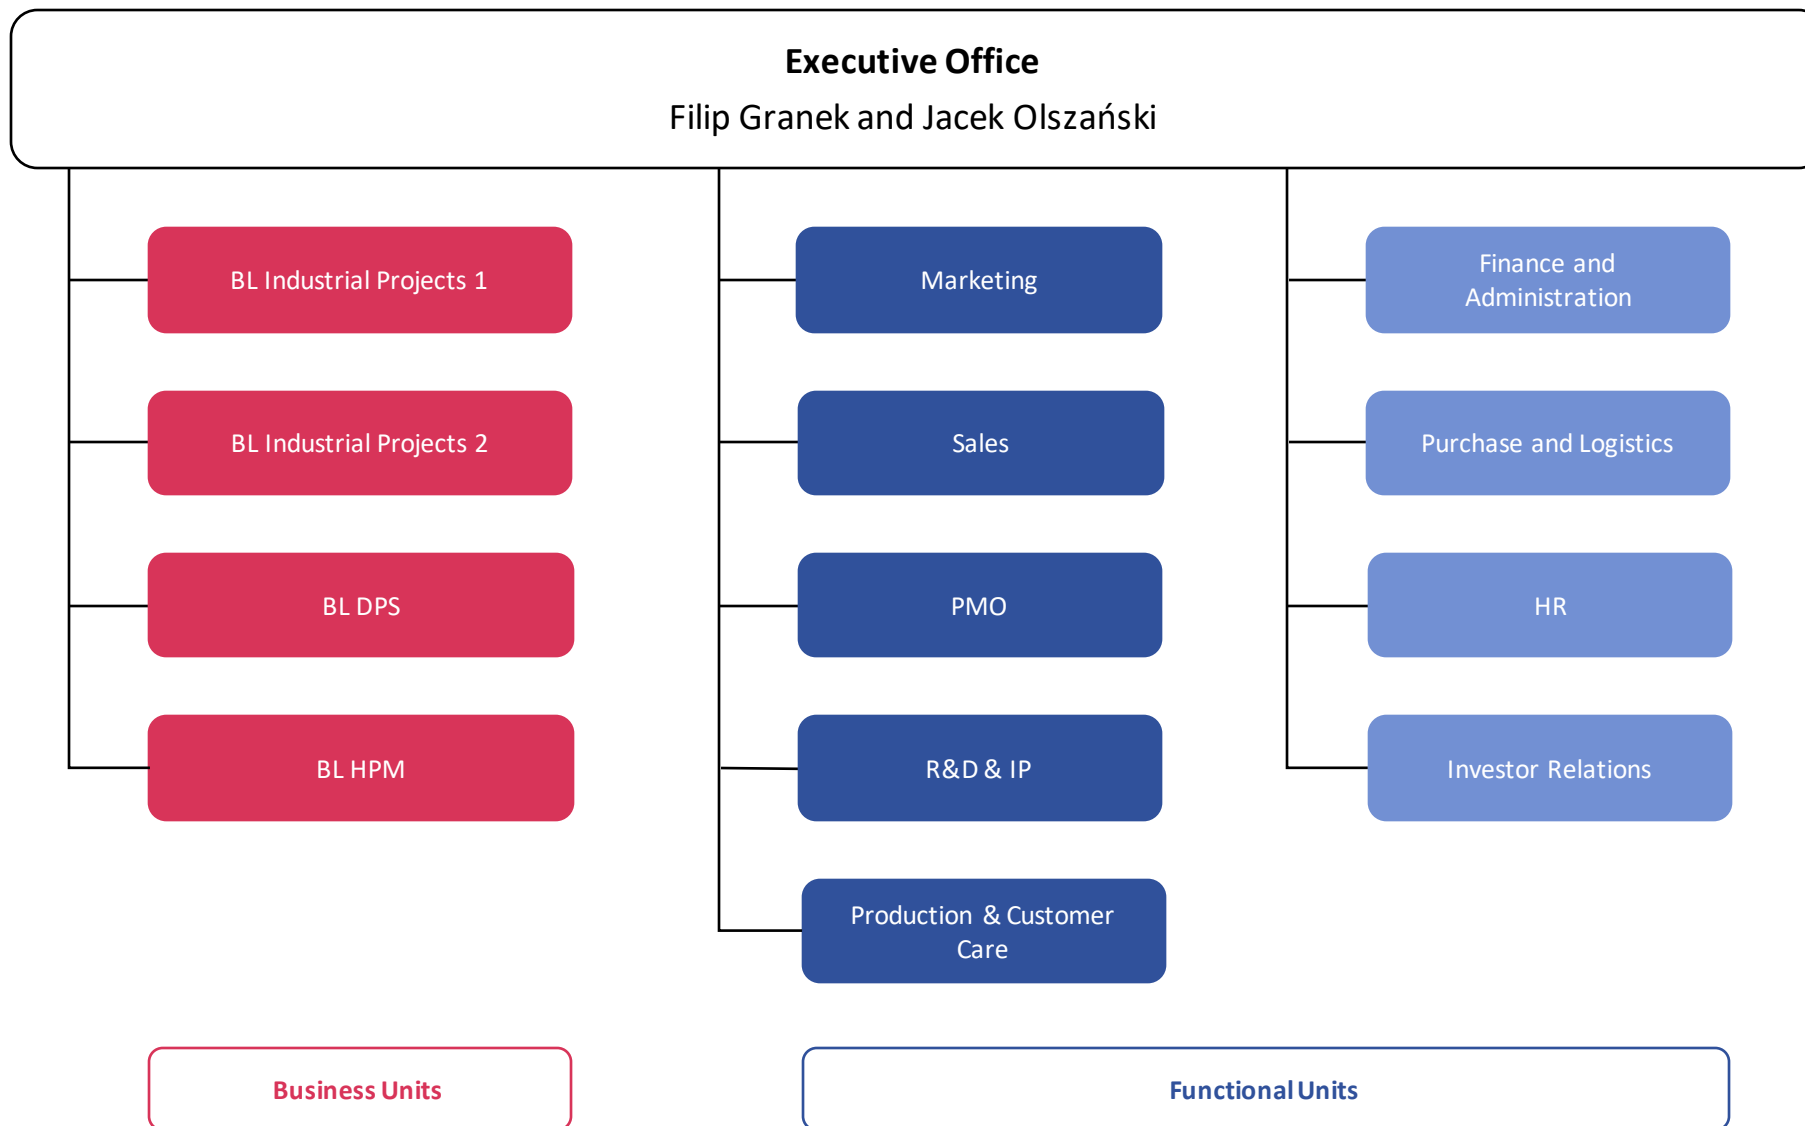 Executive Office
Filip Granek and Jacek Olszański
BL Industrial Projects 1
BL Industrial Projects 2
BL DPS
BL HPM
Marketing
Sales
PMO
R&D & IP
Production & Customer
Care
Finance and
Administration
Purchase and Logistics
HR
Investor Relations
Business Units
Functional Units